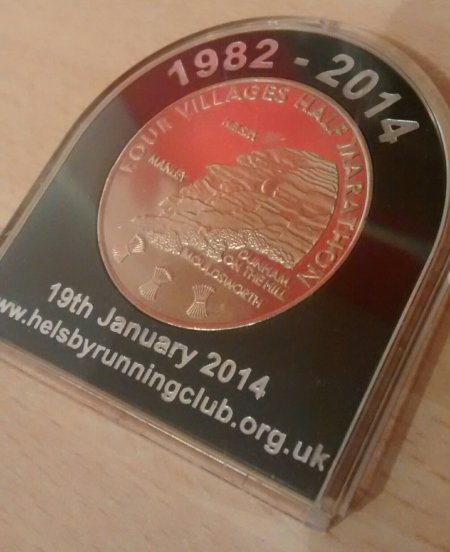 1982 - 2014
FOUR VILLAGES HALF MARATHON
HELSBY
MANLEY
DUNHAM
ON THE HILL
MOULDSWORTH
19th January 2014
www.helsbyrunningclub.org.uk